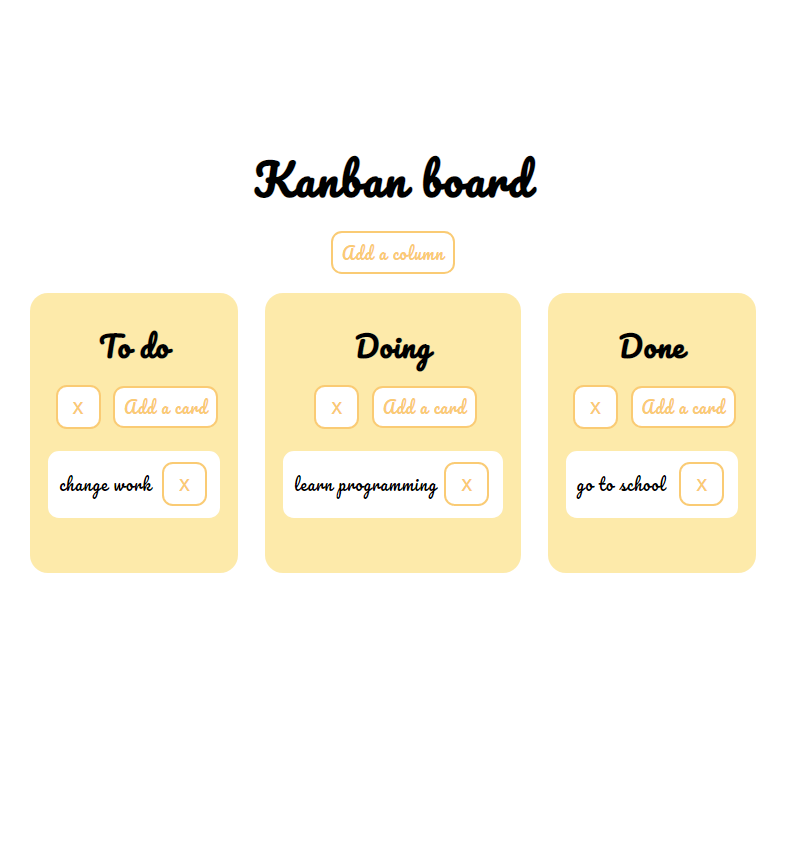 Kanban board
Add a column
To do
x Add a card
change work x
Doing
x Add a card
learn programming x
Done
x Add a card
go to school x